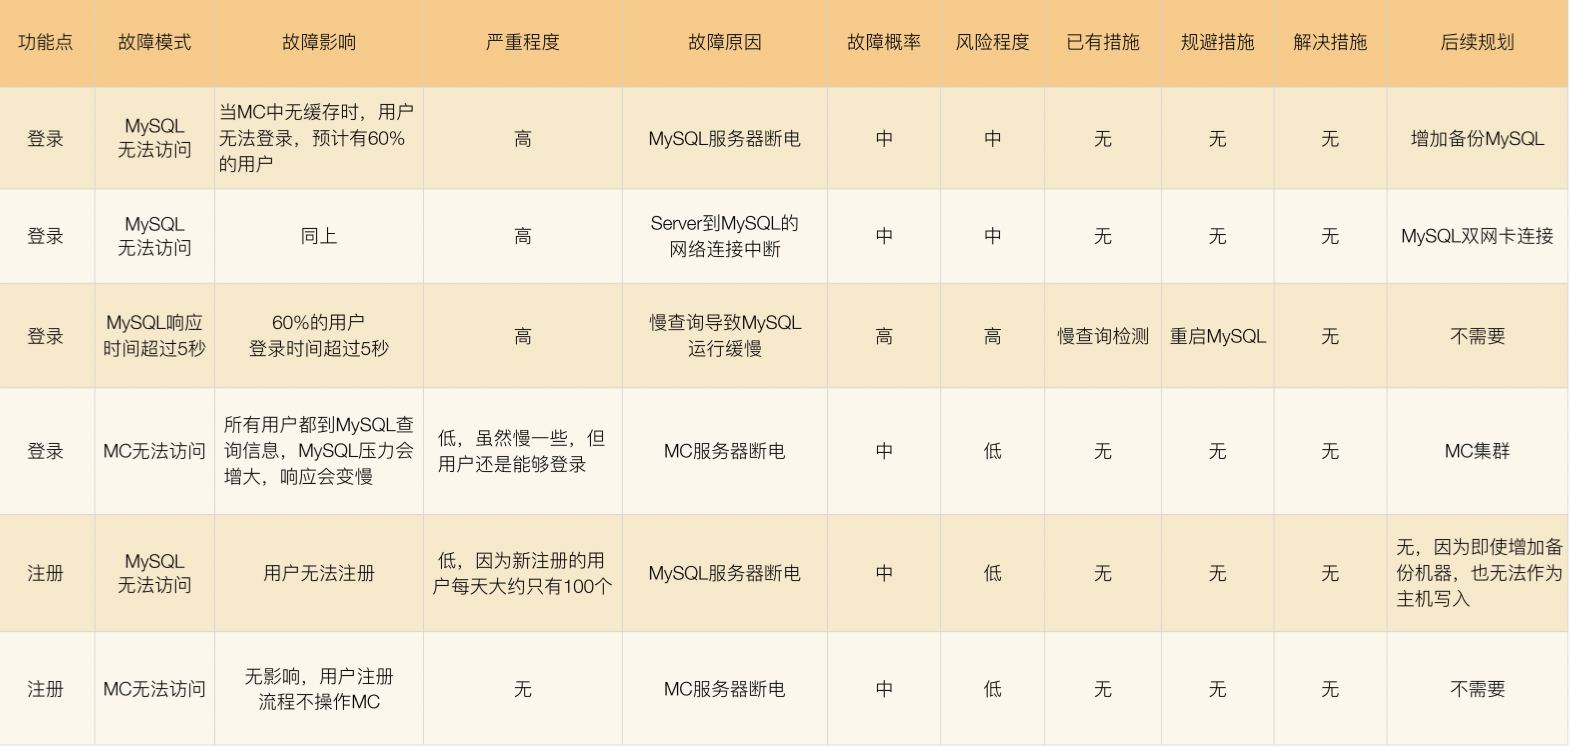 功能点 故障模式 故障影响 严重程度 故障原因 故障概率 风险程度 已有措施 规避措施 解决措施 后续规划
登录
MySQL
无法访问
当MC中无缓存时，用户
无法登录，预计有60%
的用户
高
MySQL服务器断电
中
中
无
无
无
增加备份MySQL
登录
MySQL
无法访问
同上
高
Server到MySQL的
网络连接中断
中
中
无
无
无
MySQL双网卡连接
登录
MySQL响应
时间超过5秒
60%的用户
登录时间超过5秒
高
慢查询导致MySQL
运行缓慢
高
高
慢查询检测
重启MySQL
无
不需要
登录
MC无法访问
所有用户都到MySQL查
询信息，MySQL压力会
增大，响应会变慢
低，虽然慢一些，但
用户还是能够登录
MC服务器断电
中
低
无
无
无
MC集群
注册
MySQL
无法访问
用户无法注册
低，因为新注册的用
户每天大约只有100个
MySQL服务器断电
中
低
无
无
无
无，因为即使增加备
份机器，也无法作为
主机写入
注册
MC无法访问
无影响，用户注册
流程不操作MC
无
MC服务器断电
中
低
无
无
无
不需要